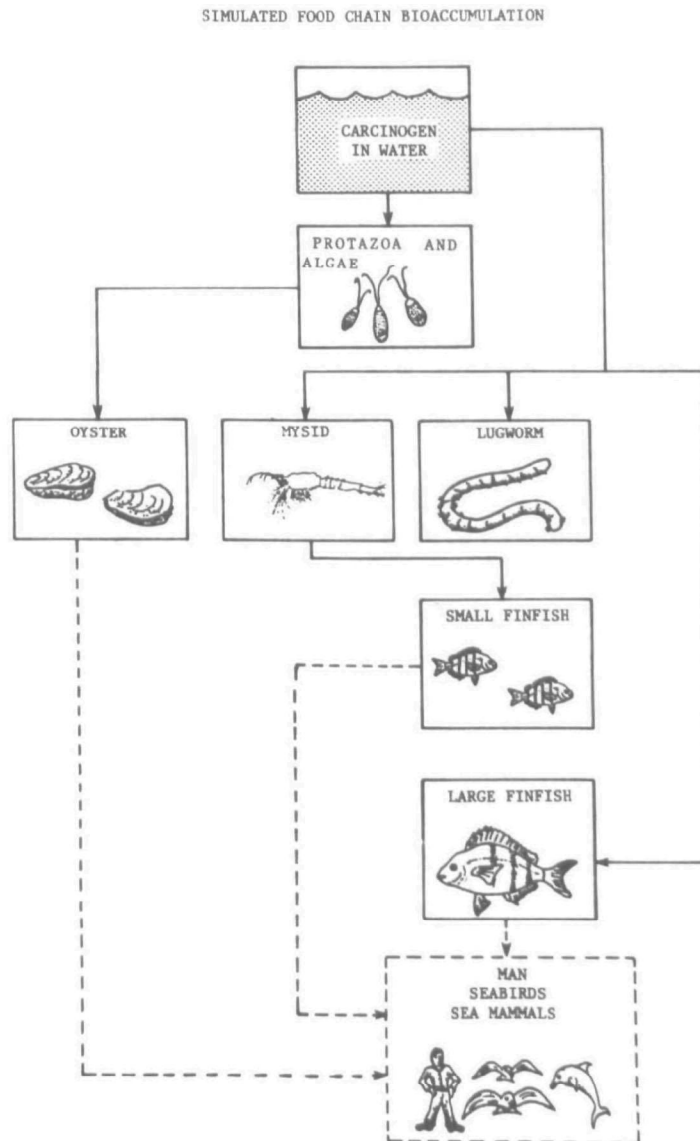 SIMULATED FOOD CHAIN BIOACCUMULATION
CARCINOGEN
IN WATER
PROTAZOA AND
ALGAE
OYSTER
MYSID
LUGWORM
SMALL FINFISH
LARGE FINFISH
MAN
SEABIRDS
SEA MAMMALS